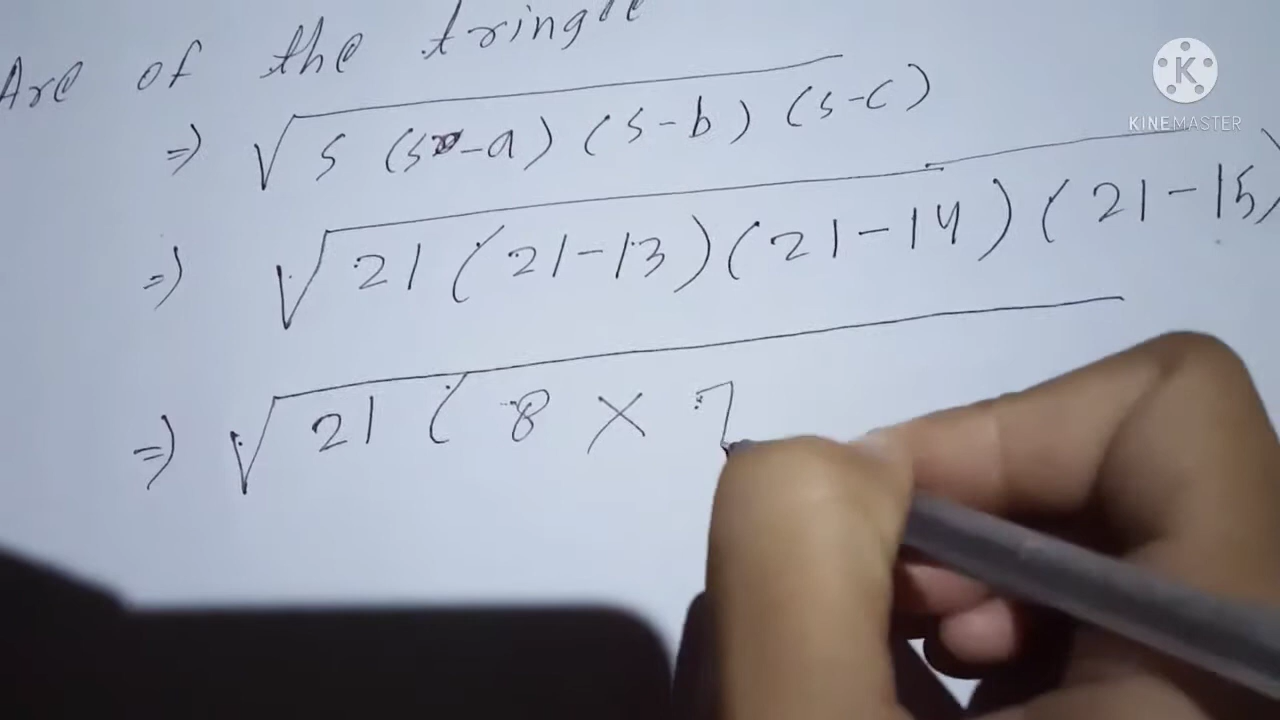 Are of the tringle
=) √s (s-a) (s-b) (s-c)
=) √21 (21-13) (21-14) (21-15)
=) √21 ( 8 × 7
KINEMASTER